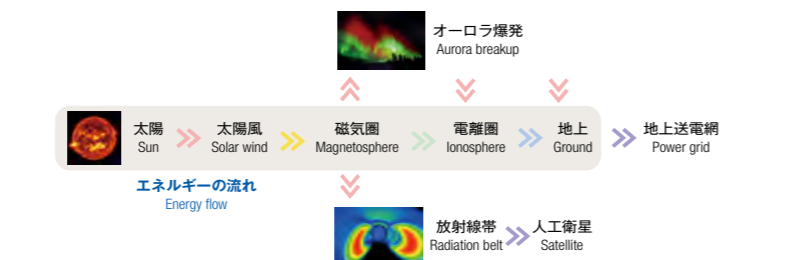 オーロラ爆発
Aurora breakup
太陽
Sun
太陽風
Solar wind
磁気圏
Magnetosphere
電離圏
Ionosphere
地上
Ground
地上送電網
Power grid
エネルギーの流れ
Energy flow
放射線帯
Radiation belt
人工衛星
Satellite